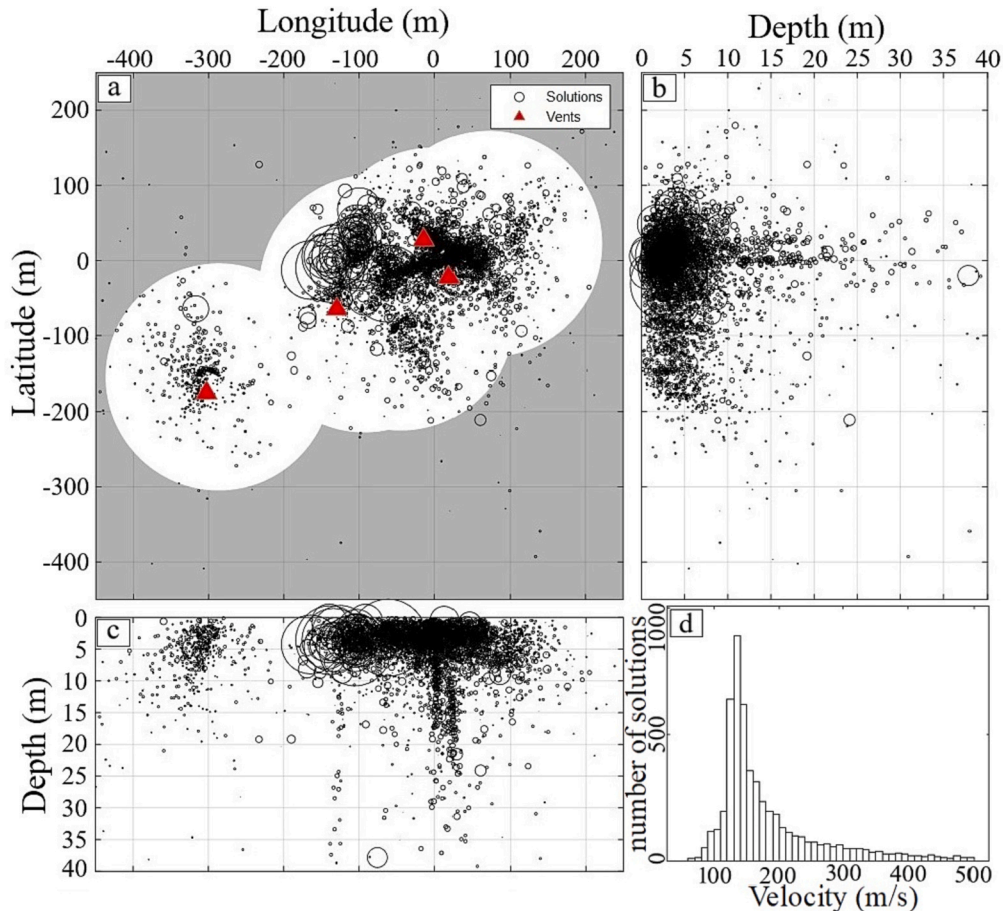 Longitude (m)
Depth (m)
-400 -300 -200 -100 0 100 200
0 5 10 15 20 25 30 35 40
a
b
Solutions
Vents
200
100
0
-100
-200
-300
-400
Latitude (m)
c
d
0
5
10
15
20
25
30
35
40
Depth (m)
number of solutions
1000
500
0
100 200 300 400 500
Velocity (m/s)